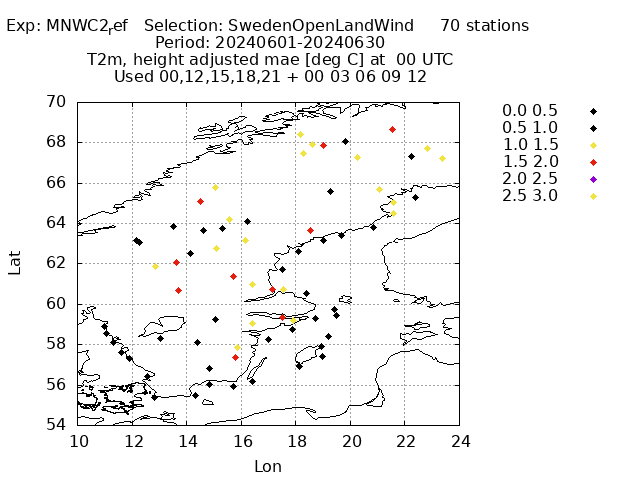 Exp: MNWC2ref   Selection: SwedenOpenLandWind     70 stations
Period: 20240601-20240630
T2m, height adjusted mae [deg C] at  00 UTC
Used 00,12,15,18,21 + 00 03 06 09 12
0.0 0.5
0.5 1.0
1.0 1.5
1.5 2.0
2.0 2.5
2.5 3.0
70
68
66
64
62
60
58
56
54
Lat
10 12 14 16 18 20 22 24
Lon